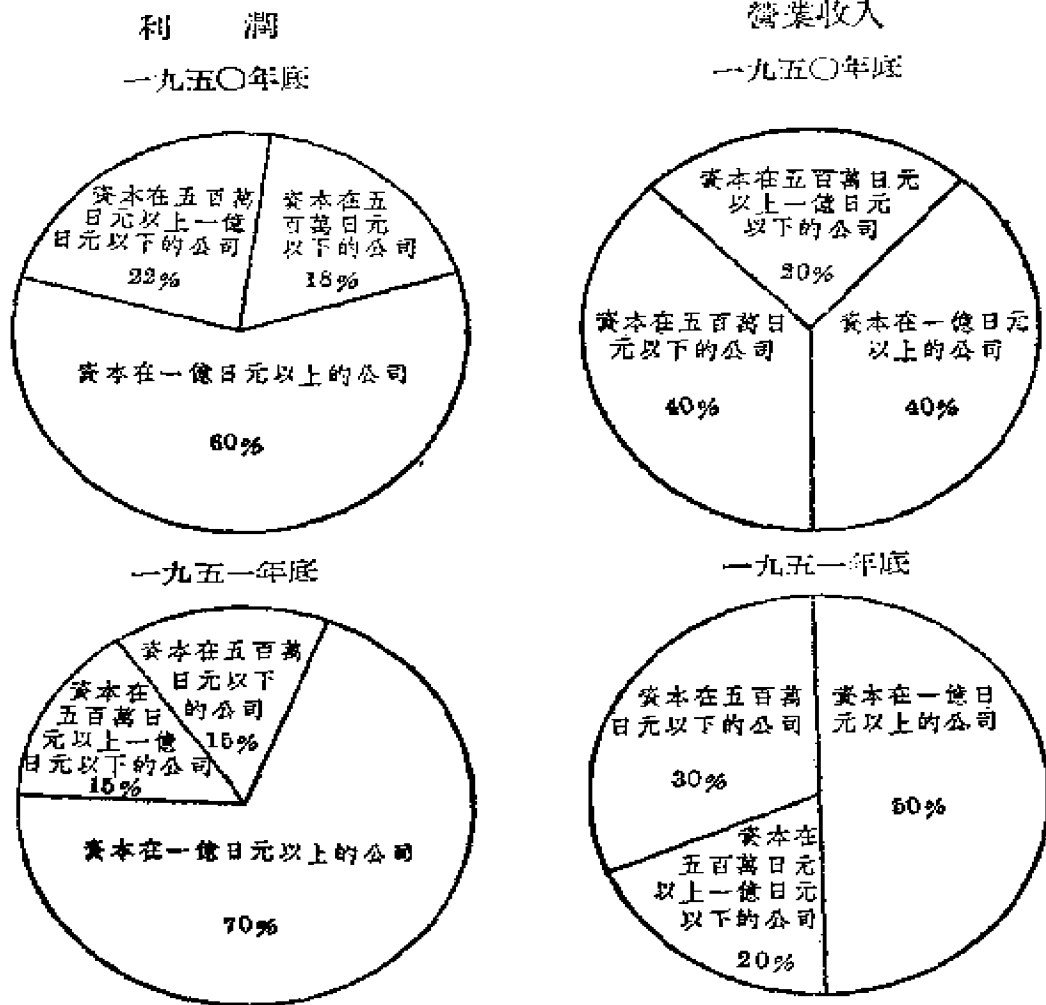 利　潤
一九五〇年底
資本在五百萬
日元以上一億
日元以下的公司
22%
資本在五
百萬日元
以下的公司
18%
資本在一億日元以上的公司
60%
營業收入
一九五〇年底
資本在五百萬日元
以上一億日元
以下的公司
20%
資本在五百萬日
元以下的公司
40%
資本在一億日元
以上的公司
40%
一九五一年底
資本在五百萬
日元以下
的公司
15%
資本在
五百萬日
元以上一億
日元以下的公司
15%
資本在一億日元以上的公司
70%
一九五一年底
資本在五百萬
日元以下的公司
30%
資本在一億日
元以上的公司
50%
資本在
五百萬日元
以上一億日元
以下的公司
20%